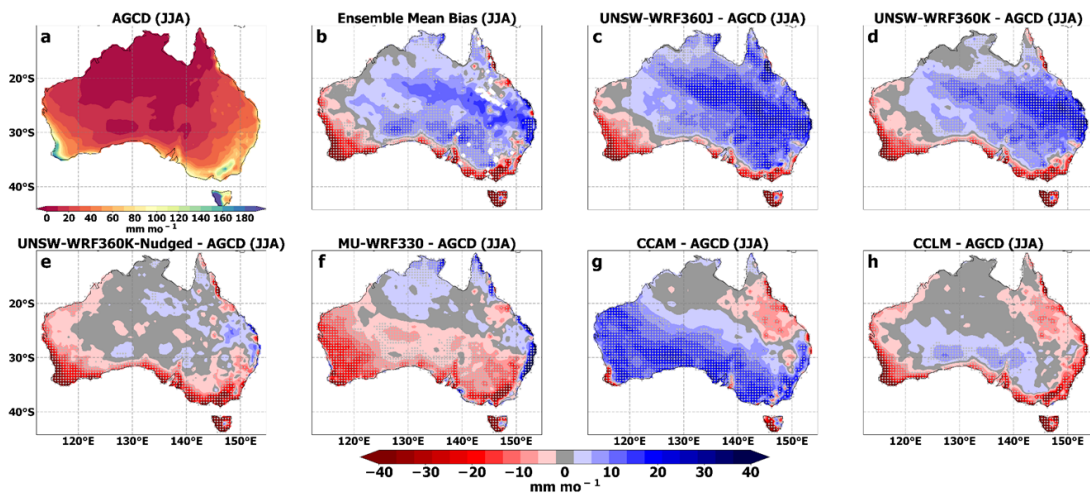 AGCD (JJA)
Ensemble Mean Bias (JJA)
UNSW-WRF360J - AGCD (JJA)
UNSW-WRF360K - AGCD (JJA)
a
b
c
d
20°S
30°S
40°S
0 20 40 60 80 100 120 140 160 180
mm mo⁻¹
UNSW-WRF360K-Nudged - AGCD (JJA)
MU-WRF330 - AGCD (JJA)
CCAM - AGCD (JJA)
CCLM - AGCD (JJA)
e
f
g
h
20°S
30°S
40°S
120°E 130°E 140°E 150°E
120°E 130°E 140°E 150°E
120°E 130°E 140°E 150°E
120°E 130°E 140°E 150°E
−40 −30 −20 −10 0 10 20 30 40
mm mo⁻¹